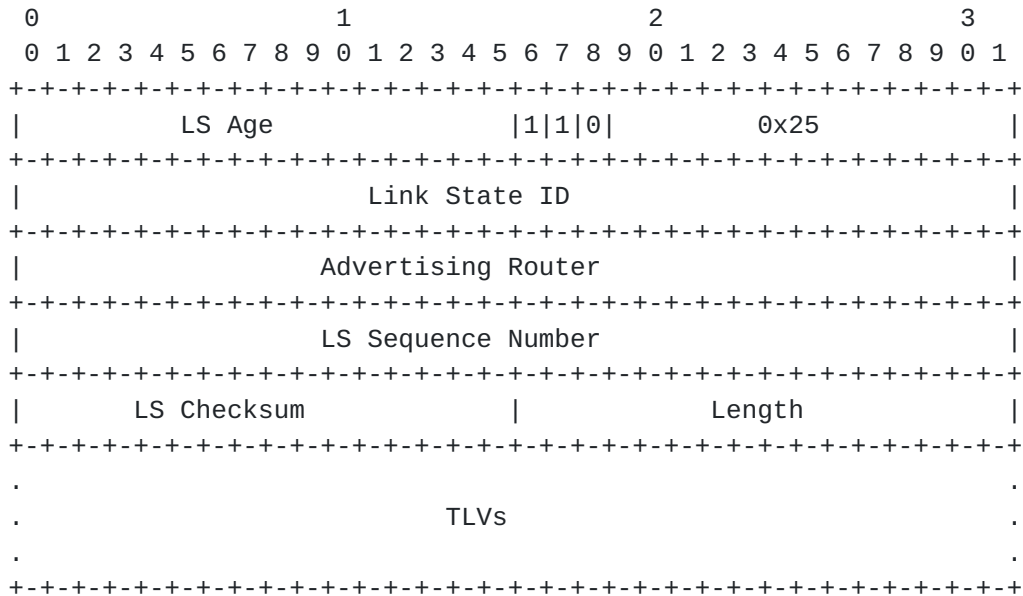 0                   1                   2                   3
 0 1 2 3 4 5 6 7 8 9 0 1 2 3 4 5 6 7 8 9 0 1 2 3 4 5 6 7 8 9 0 1
+-+-+-+-+-+-+-+-+-+-+-+-+-+-+-+-+-+-+-+-+-+-+-+-+-+-+-+-+-+-+-+-+
|          LS Age               |1|1|0|         0x25            |
+-+-+-+-+-+-+-+-+-+-+-+-+-+-+-+-+-+-+-+-+-+-+-+-+-+-+-+-+-+-+-+-+
|                      Link State ID                            |
+-+-+-+-+-+-+-+-+-+-+-+-+-+-+-+-+-+-+-+-+-+-+-+-+-+-+-+-+-+-+-+-+
|                   Advertising Router                          |
+-+-+-+-+-+-+-+-+-+-+-+-+-+-+-+-+-+-+-+-+-+-+-+-+-+-+-+-+-+-+-+-+
|                   LS Sequence Number                          |
+-+-+-+-+-+-+-+-+-+-+-+-+-+-+-+-+-+-+-+-+-+-+-+-+-+-+-+-+-+-+-+-+
|       LS Checksum             |            Length             |
+-+-+-+-+-+-+-+-+-+-+-+-+-+-+-+-+-+-+-+-+-+-+-+-+-+-+-+-+-+-+-+-+
.                                                               .
.                           TLVs                                .
.                                                               .
+-+-+-+-+-+-+-+-+-+-+-+-+-+-+-+-+-+-+-+-+-+-+-+-+-+-+-+-+-+-+-+-+